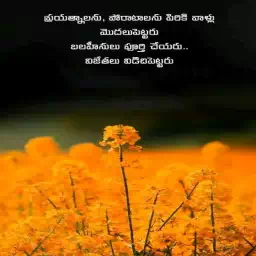 ప్రయత్నాలను, పోరాటాలను పిరికి వాళ్లు
మొదలుపెట్టరు
బలహీనులు పూర్తి చేయరు..
విజేతలు విడిచిపెట్టరు